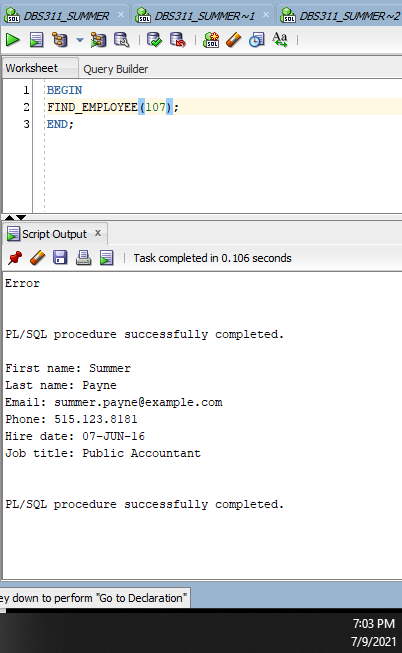 DBS311_SUMMER DBS311_SUMMER~1 DBS311_SUMMER~2
Worksheet Query Builder
1 BEGIN
2 FIND_EMPLOYEE(107);
3 END;
Script Output
Task completed in 0.106 seconds
Error
PL/SQL procedure successfully completed.
First name: Summer
Last name: Payne
Email: summer.payne@example.com
Phone: 515.123.8181
Hire date: 07-JUN-16
Job title: Public Accountant
PL/SQL procedure successfully completed.
ey down to perform "Go to Declaration"
7:03 PM
7/9/2021